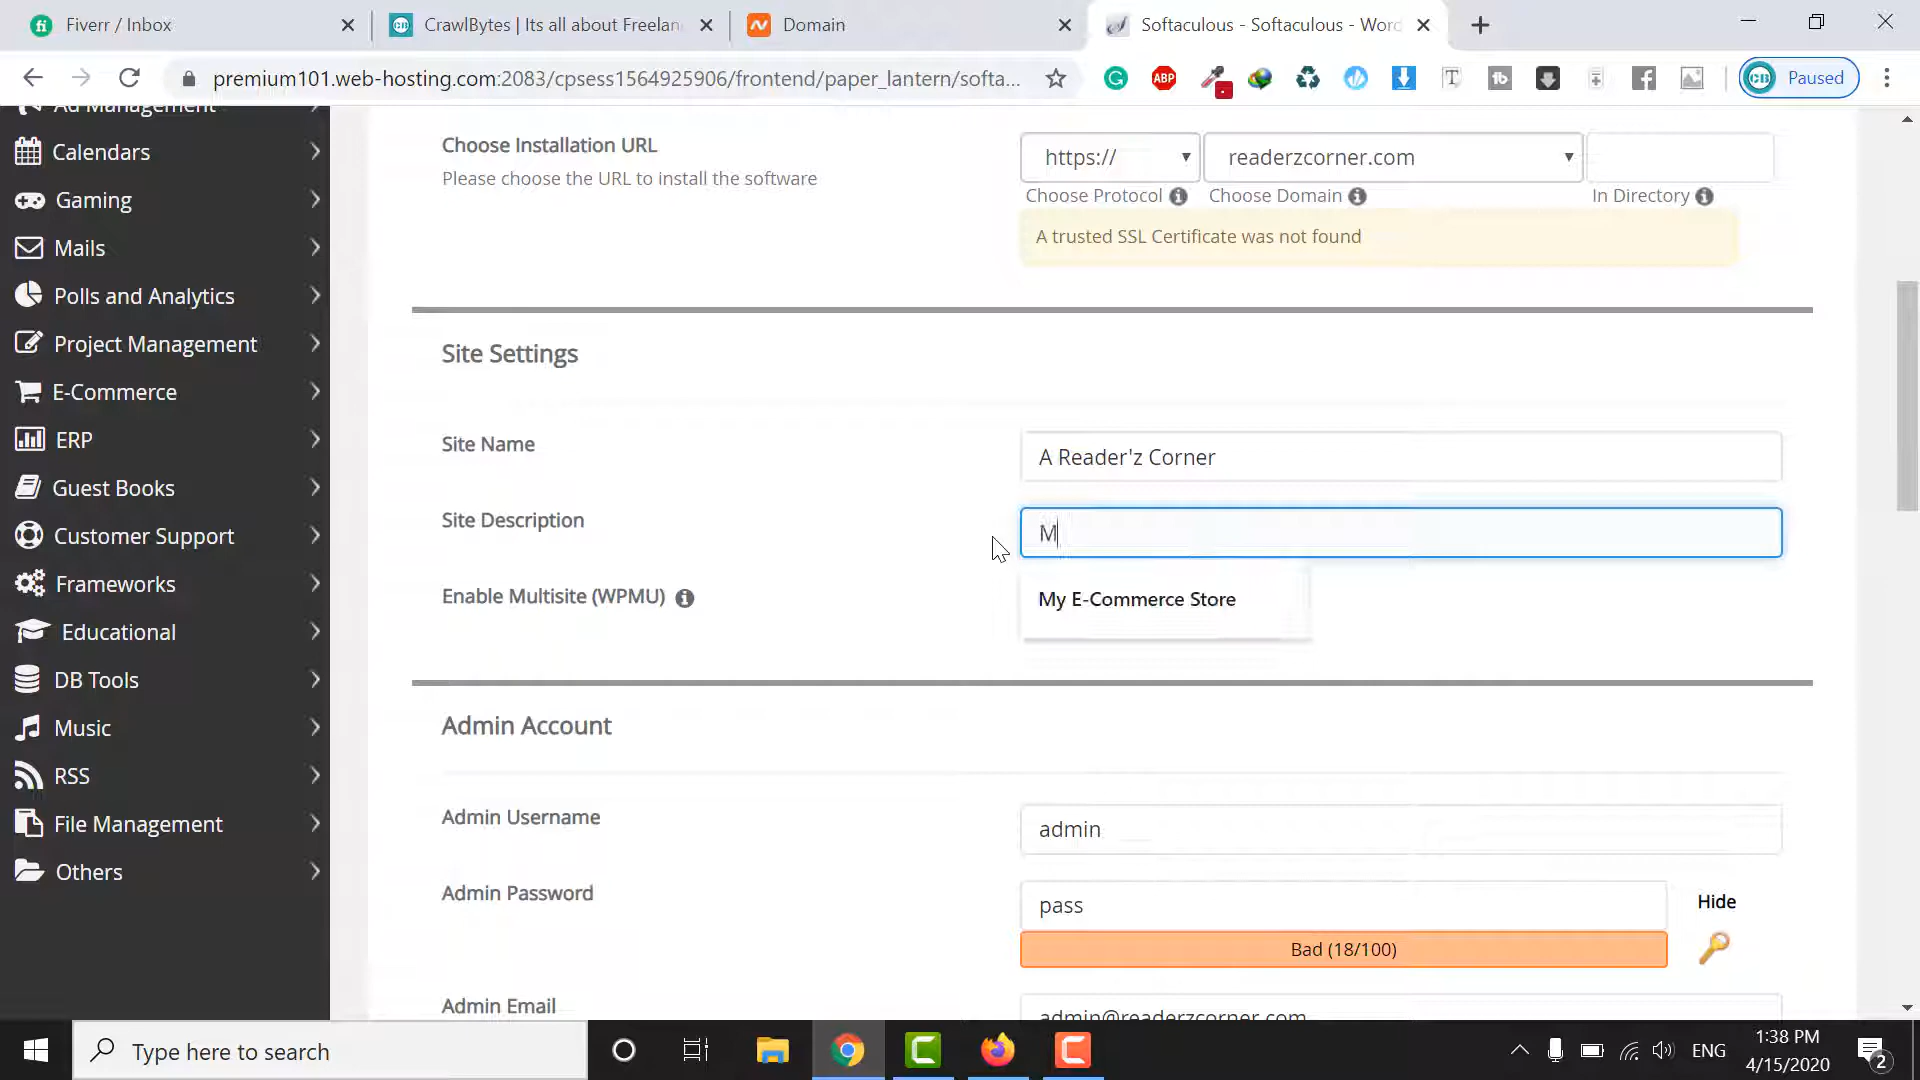 Fiverr / Inbox
CrawlBytes | Its all about Freelan
Domain
Softaculous - Softaculous - Worc
premium101.web-hosting.com:2083/cpsess1564925906/frontend/paper_lantern/softa...
ABP
Paused
Ad Management
Calendars
Gaming
Mails
Polls and Analytics
Project Management
E-Commerce
ERP
Guest Books
Customer Support
Frameworks
Educational
DB Tools
Music
RSS
File Management
Others
Choose Installation URL
Please choose the URL to install the software
https://
readerzcorner.com
Choose Protocol
Choose Domain
In Directory
A trusted SSL Certificate was not found
Site Settings
Site Name
A Reader'z Corner
Site Description
M
Enable Multisite (WPMU)
My E-Commerce Store
Admin Account
Admin Username
admin
Admin Password
pass
Hide
Bad (18/100)
Admin Email
admin@readerzcorner.com
Type here to search
ENG
1:38 PM
4/15/2020
2